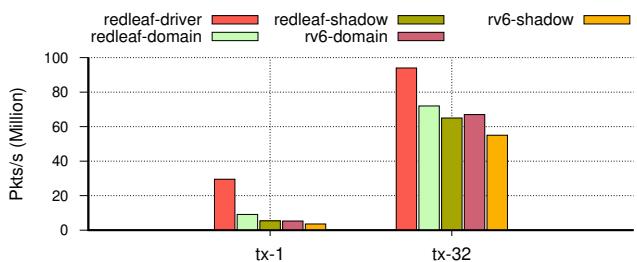 redleaf-driver redleaf-shadow rv6-shadow
redleaf-domain rv6-domain
100
80
60
40
20
0
Pkts/s (Million)
tx-1 tx-32